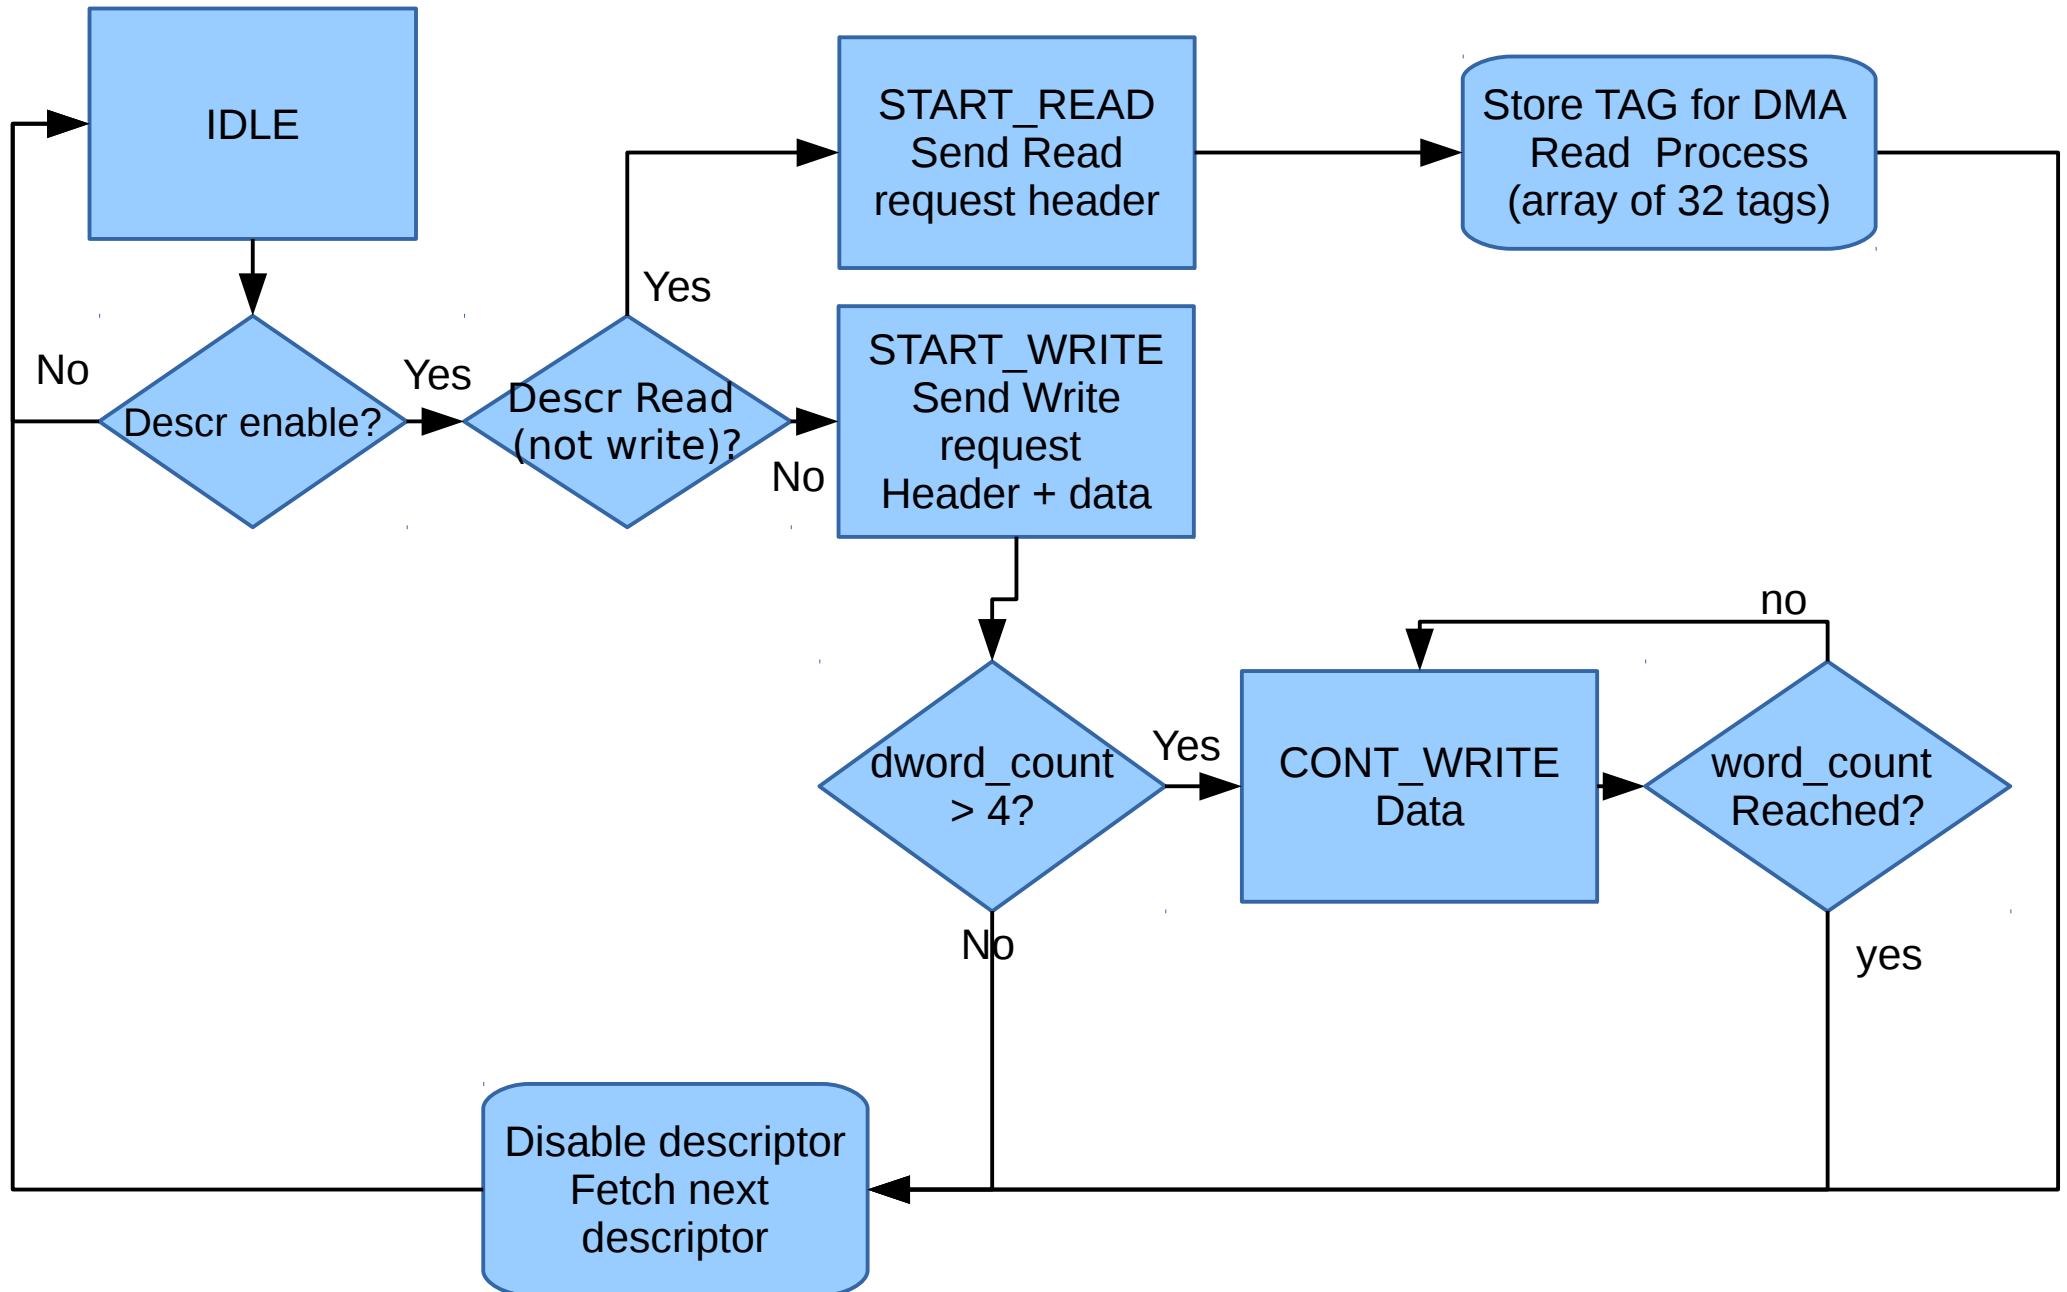 IDLE
START_READ
Send Read
request header
Store TAG for DMA
Read  Process
(array of 32 tags)
Yes
No
Descr enable?
Yes
Descr Read
(not write)?
No
START_WRITE
Send Write
request
Header + data
no
dword_count
> 4?
Yes
CONT_WRITE
Data
word_count
Reached?
No
yes
Disable descriptor
Fetch next
descriptor